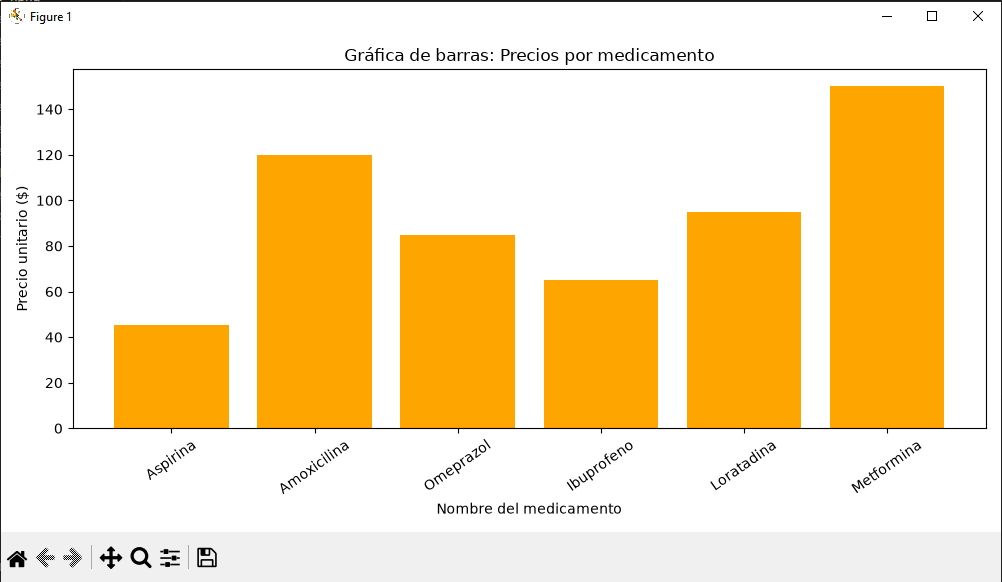 Figure 1
Gráfica de barras: Precios por medicamento
Precio unitario ($)
140
120
100
80
60
40
20
0
Aspirina
Amoxicilina
Omeprazol
Ibuprofeno
Loratadina
Metformina
Nombre del medicamento